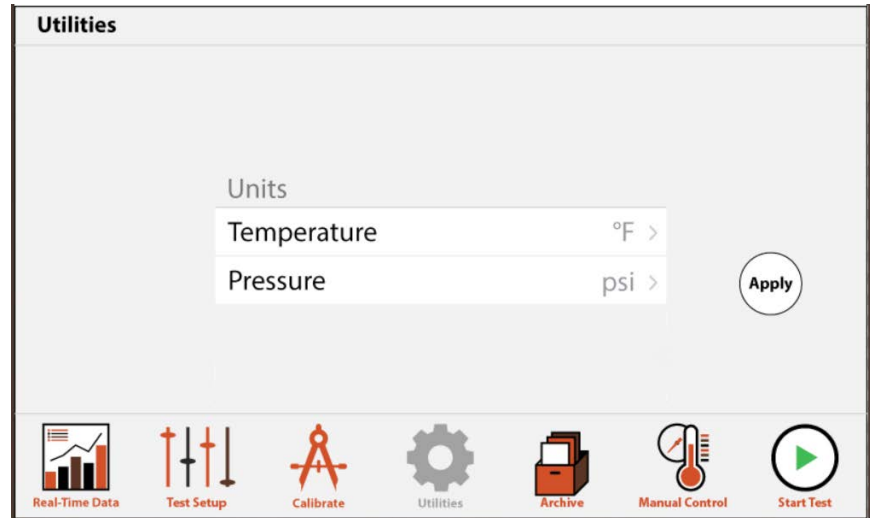 Utilities
Units
Temperature °F >
Pressure psi >
Apply
Real-Time Data Test Setup Calibrate Utilities Archive Manual Control Start Test